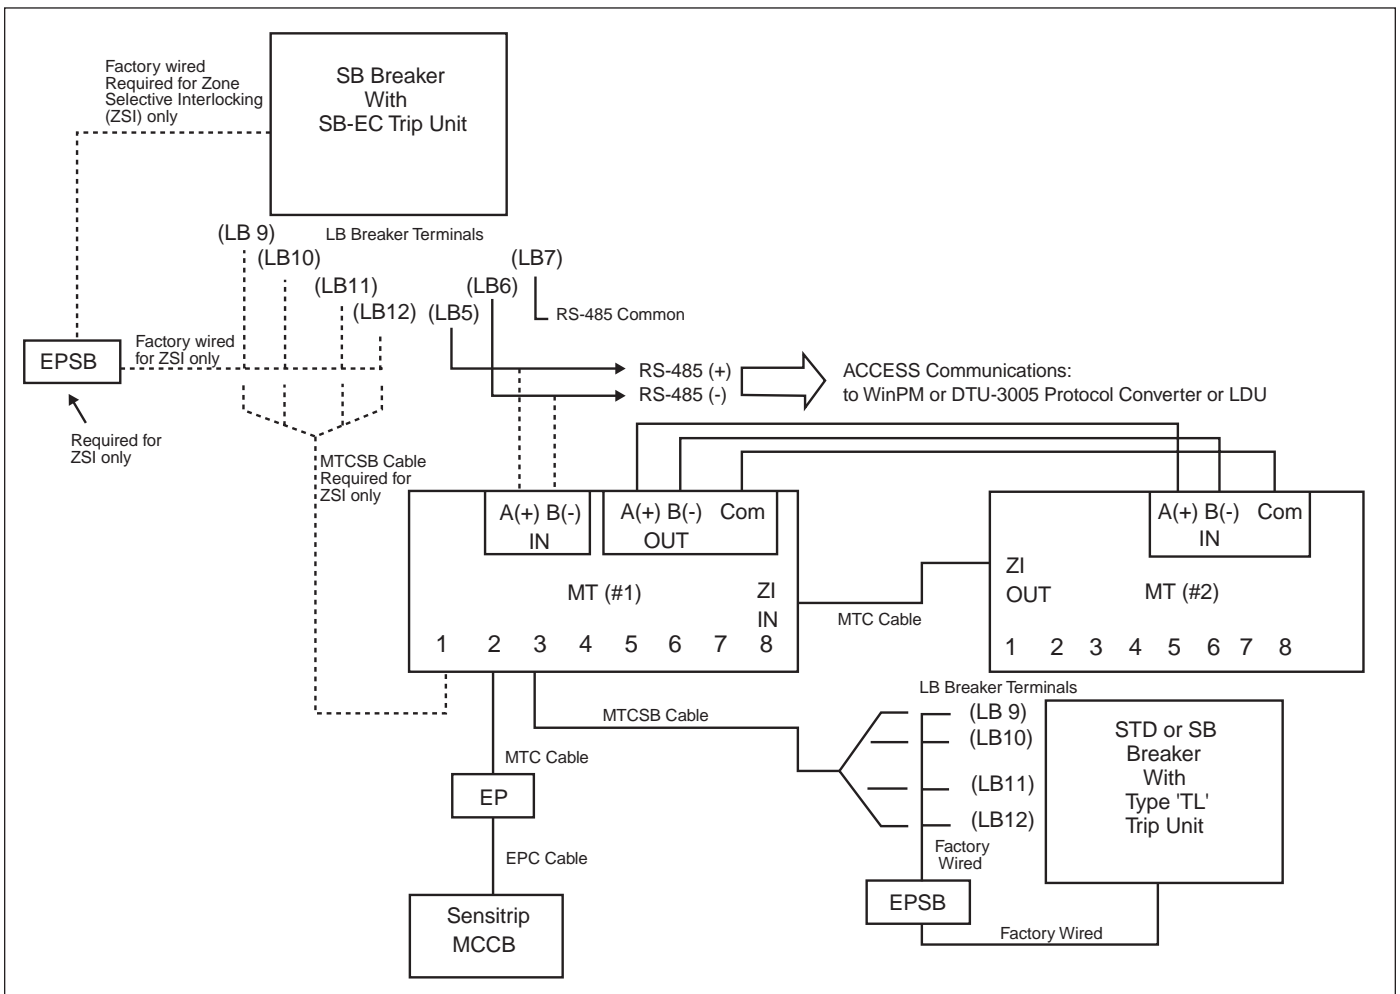 Factory wired
Required for Zone
Selective Interlocking
(ZSI) only
SB Breaker
With
SB-EC Trip Unit
(LB 9)
LB Breaker Terminals
(LB10)
(LB7)
(LB11)
(LB6)
(LB12)
(LB5)
RS-485 Common
Factory wired
for ZSI only
EPSB
RS-485 (+)
RS-485 (-)
ACCESS Communications:
to WinPM or DTU-3005 Protocol Converter or LDU
Required for
ZSI only
MTCSB Cable
Required for
ZSI only
A(+) B(-)
IN
A(+) B(-) Com
OUT
MT (#1)
ZI
IN
1 2 3 4 5 6 7 8
MTC Cable
A(+) B(-) Com
IN
ZI
OUT
MT (#2)
1 2 3 4 5 6 7 8
LB Breaker Terminals
MTCSB Cable
(LB 9)
(LB10)
(LB11)
(LB12)
STD or SB
Breaker
With
Type 'TL'
Trip Unit
MTC Cable
EP
EPC Cable
Sensitrip
MCCB
Factory
Wired
EPSB
Factory Wired